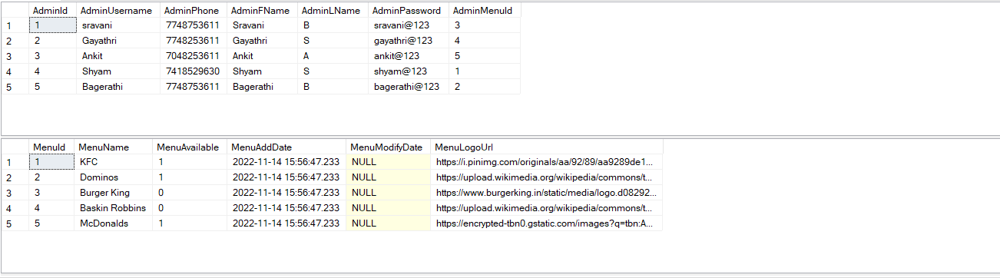 AdminId AdminUsername AdminPhone AdminFName AdminLName AdminPassword AdminMenuId
1 1 sravani 7748753611 Sravani B sravani@123 3
2 2 Gayathri 7748253611 Gayathri S gayathri@123 4
3 3 Ankit 7048253611 Ankit A ankit@123 5
4 4 Shyam 7418529630 Shyam S shyam@123 1
5 5 Bagerathi 7748753611 Bagerathi B bagerathi@123 2
MenuId MenuName MenuAvailable MenuAddDate MenuModifyDate MenuLogoUrl
1 1 KFC 1 2022-11-14 15:56:47.233 NULL https://i.pinimg.com/originals/aa/92/89/aa9289de1...
2 2 Dominos 1 2022-11-14 15:56:47.233 NULL https://upload.wikimedia.org/wikipedia/commons/t...
3 3 Burger King 0 2022-11-14 15:56:47.233 NULL https://www.burgerking.in/static/media/logo.d08292...
4 4 Baskin Robbins 0 2022-11-14 15:56:47.233 NULL https://upload.wikimedia.org/wikipedia/commons/t...
5 5 McDonalds 1 2022-11-14 15:56:47.233 NULL https://encrypted-tbn0.gstatic.com/images?q=tbn:A...